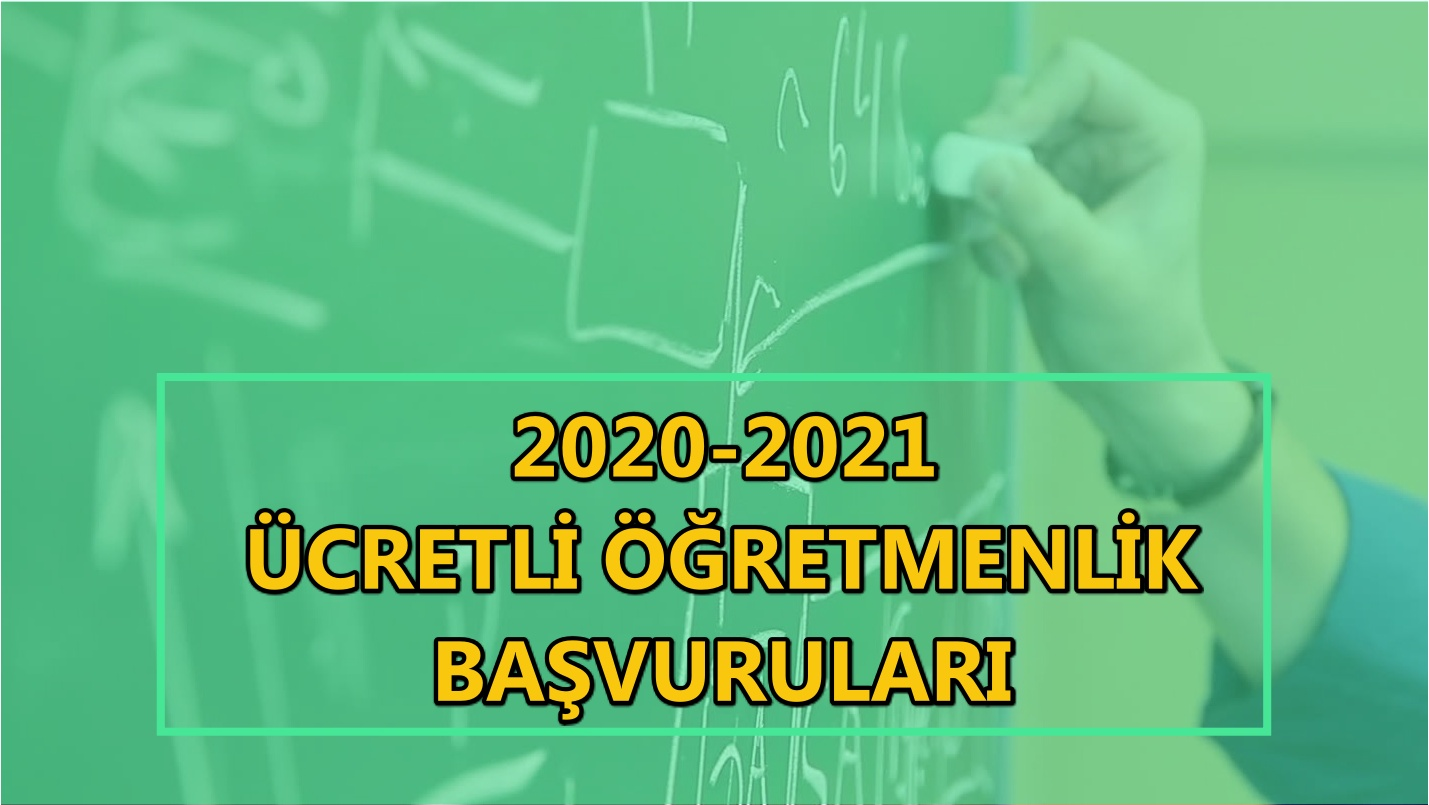 2020-2021
ÜCRETLİ ÖĞRETMENLİK
BAŞVURULARI